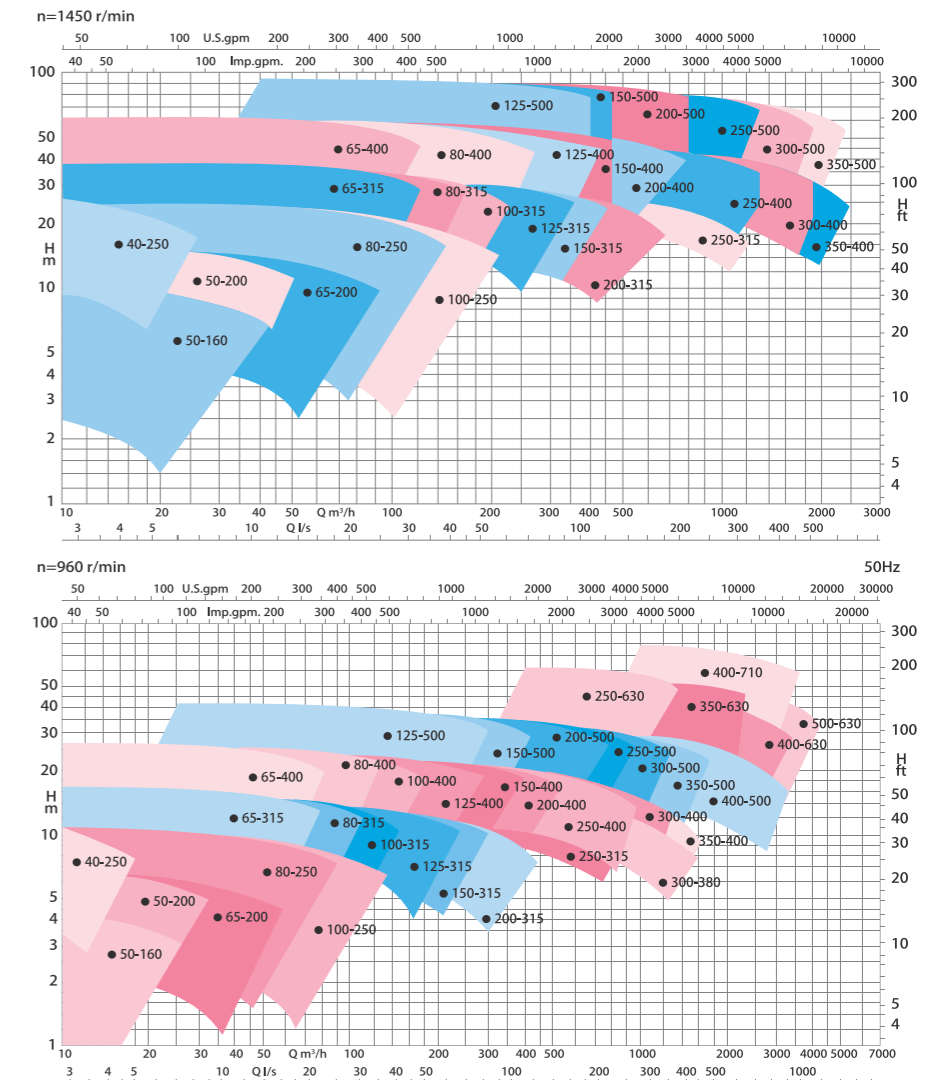 n=1450 r/min
50 100 U.S.gpm 200 300 400 500 1000 2000 3000 4000 5000 10000
40 50 100 Imp.gpm. 200 300 400 500 1000 2000 3000 4000 5000 10000
100 300
125-500 150-500
200-500 200
50 250-500
40 65-400 80-400 125-400 300-500
150-400 350-500
30 65-315 80-315 200-400 100
100-315 250-400 H
20 125-315 300-400 ft
H 40-250 80-250 150-315 250-315 350-400 50
m 50-200 40
10 65-200 100-250 200-315 30
50-160 20
5
4
3 10
2
5
4
1
10 20 30 40 50 Q m³/h 100 200 300 400 500 1000 2000 3000
3 4 5 10 Q l/s 20 30 40 50 100 200 300 400 500
n=960 r/min 50Hz
50 100 U.S.gpm 200 300 400 500 1000 2000 3000 4000 5000 10000 20000 30000
40 50 100 Imp.gpm. 200 300 400 500 1000 2000 3000 4000 5000 10000 20000
100 300
400-710 200
50 250-630
40 350-630
500-630
30 125-500 200-500 400-630 100
150-500 250-500 H
20 80-400 300-500 ft
65-400 100-400 150-400 350-500
H 125-400 200-400 400-500 50
m 65-315 80-315 300-400 40
10 250-400
100-315 350-400 30
40-250 125-315 250-315
80-250 300-380 20
5 50-200 150-315
4 65-200 200-315
3 50-160 100-250 10
2
5
4
1
10 20 30 40 50 Q m³/h 100 200 300 400 500 1000 2000 3000 4000 5000 7000
3 4 5 10 Q l/s 20 30 40 50 100 200 300 400 500 1000